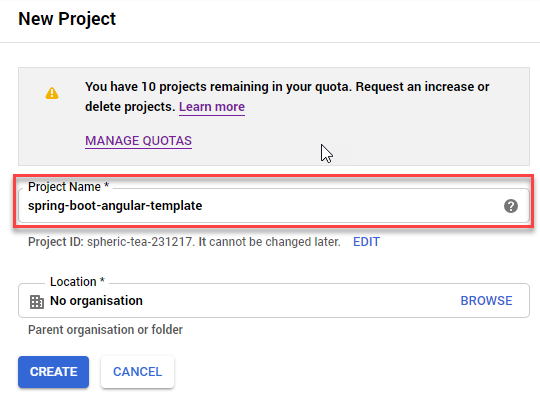 New Project
You have 10 projects remaining in your quota. Request an increase or
delete projects. Learn more
MANAGE QUOTAS
Project Name *
spring-boot-angular-template
Project ID: spheric-tea-231217. It cannot be changed later. EDIT
Location *
No organisation BROWSE
Parent organisation or folder
CREATE CANCEL